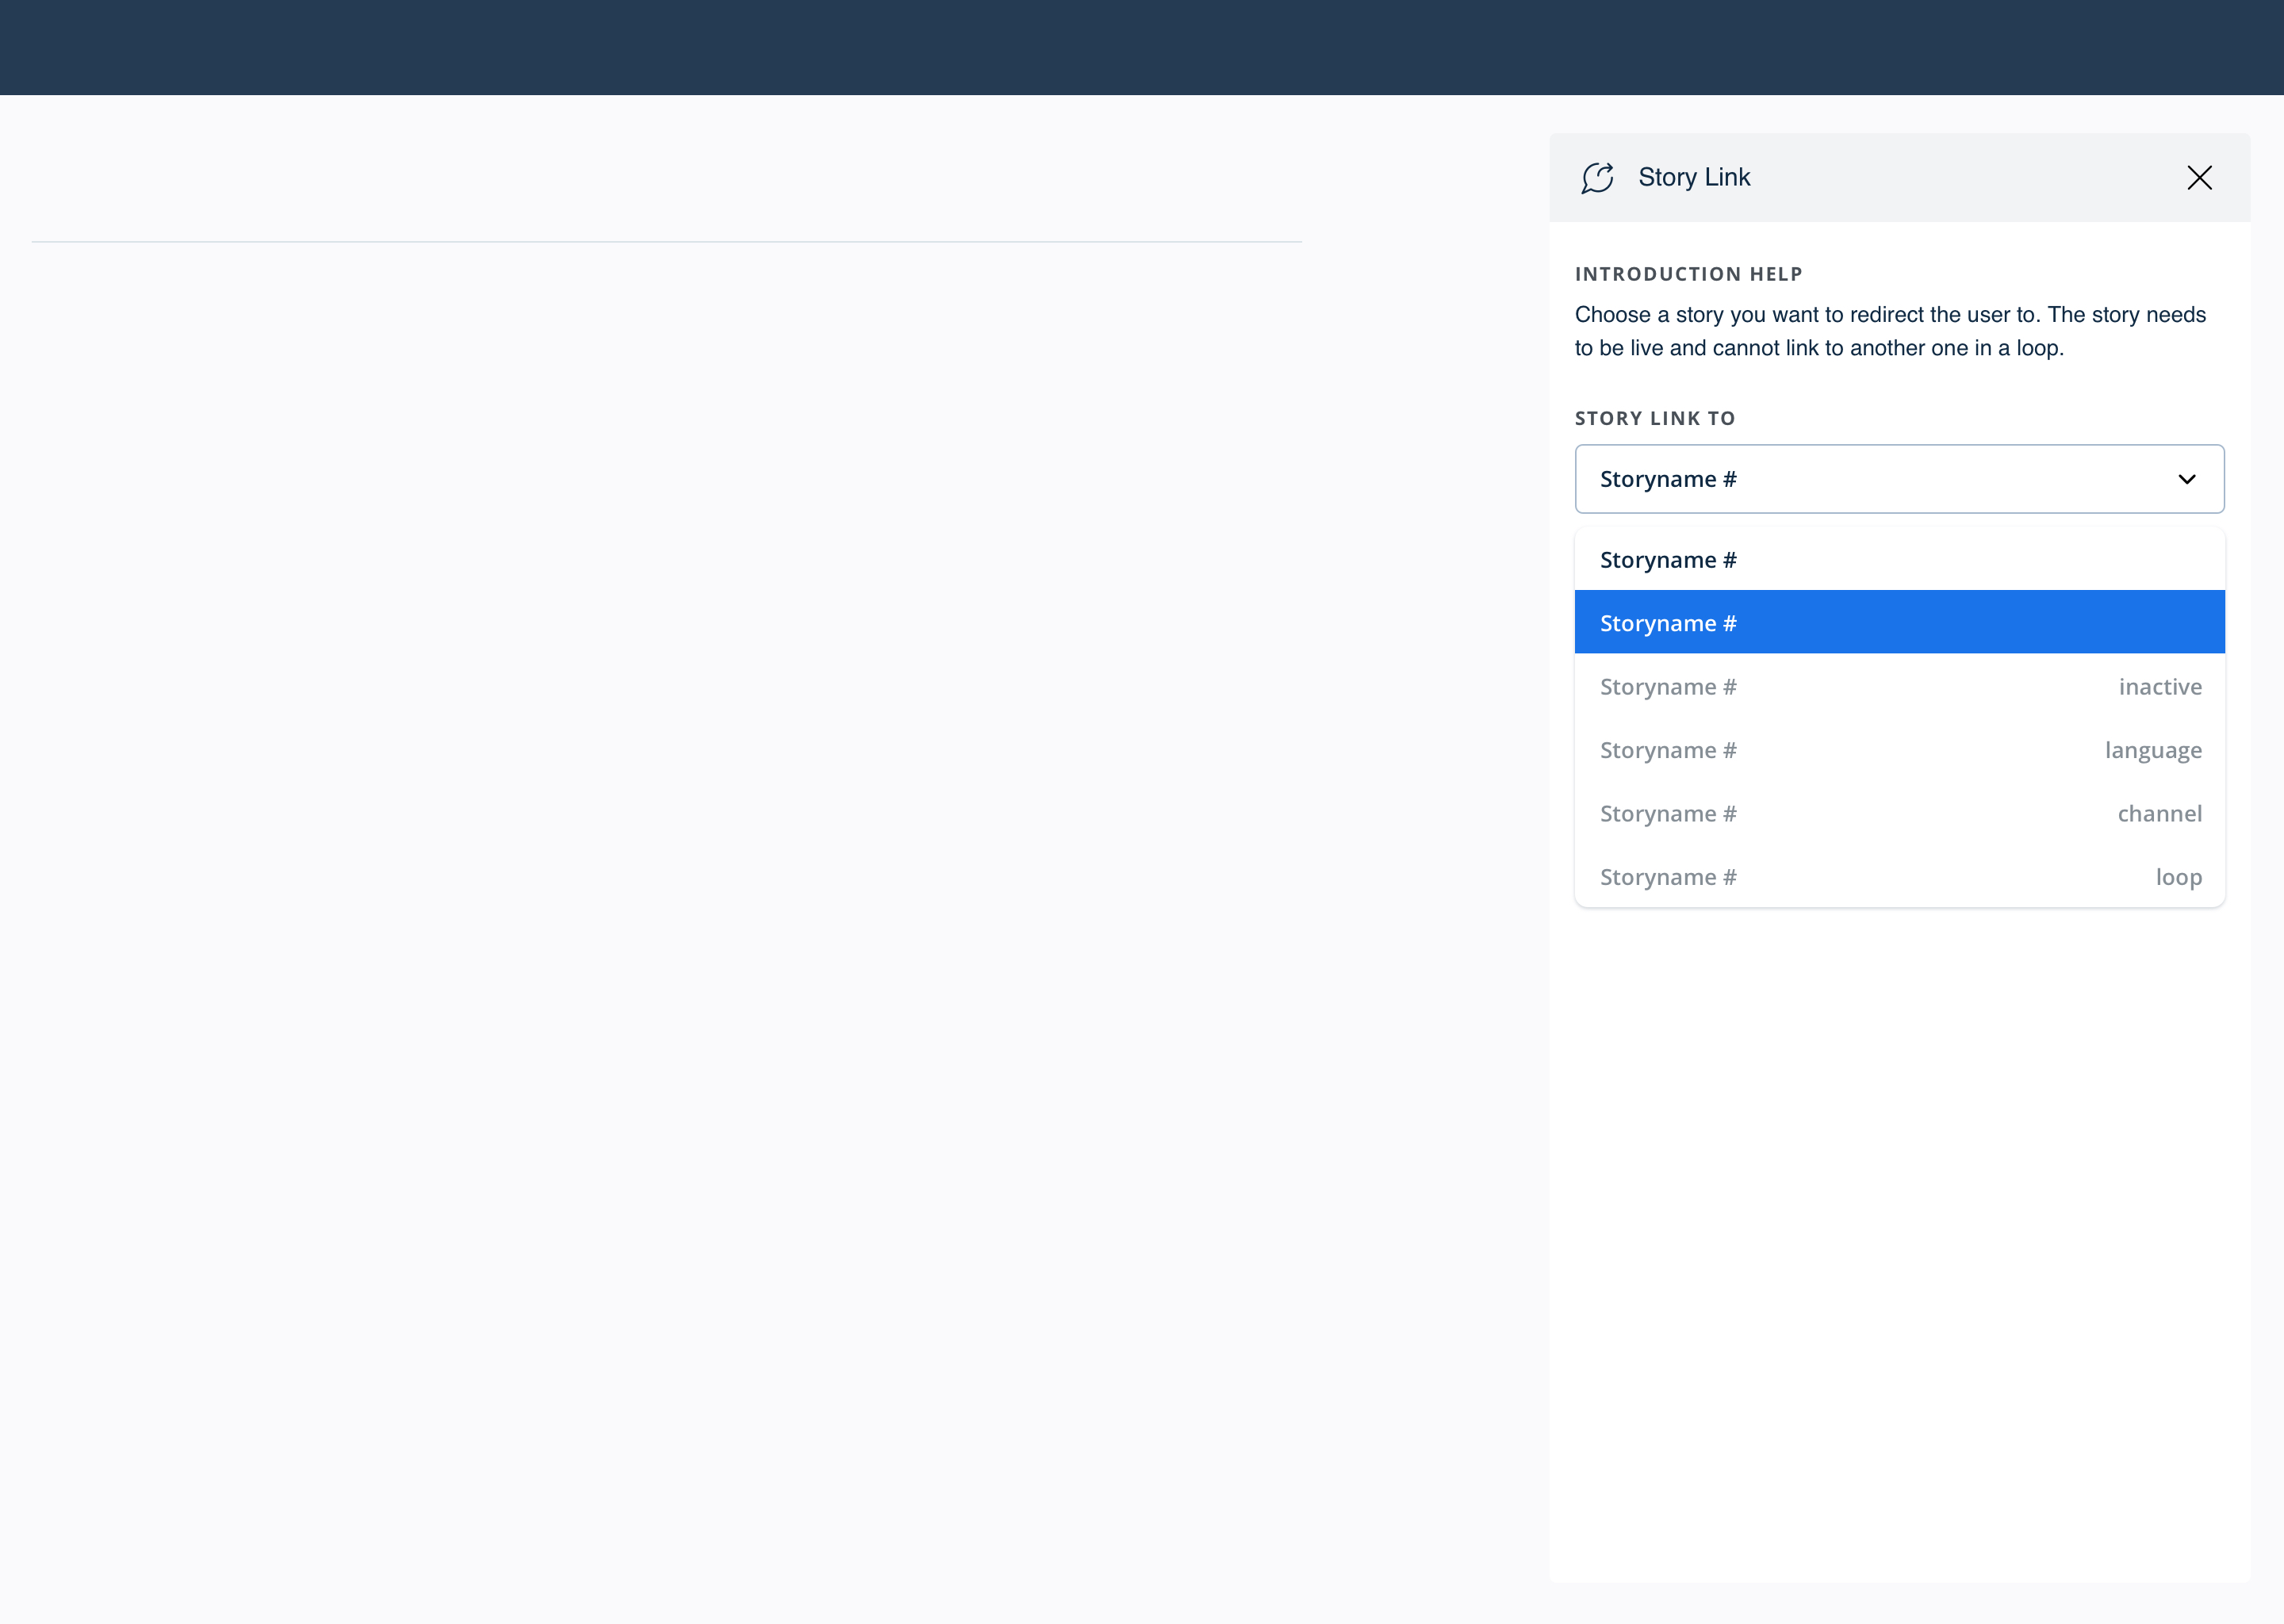 Story Link
INTRODUCTION HELP
Choose a story you want to redirect the user to. The story needs
to be live and cannot link to another one in a loop.
STORY LINK TO
Storyname #
Storyname #
Storyname #
Storyname # inactive
Storyname # language
Storyname # channel
Storyname # loop